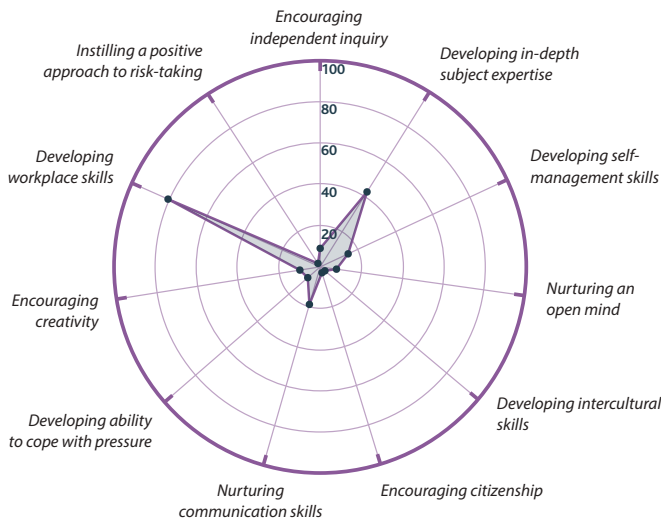 Encouraging
independent inquiry
Developing in-depth
subject expertise
Developing self-
management skills
Nurturing an
open mind
Developing intercultural
skills
Encouraging citizenship
Nurturing
communication skills
Developing ability
to cope with pressure
Encouraging
creativity
Developing
workplace skills
Instilling a positive
approach to risk-taking
100
80
60
40
20